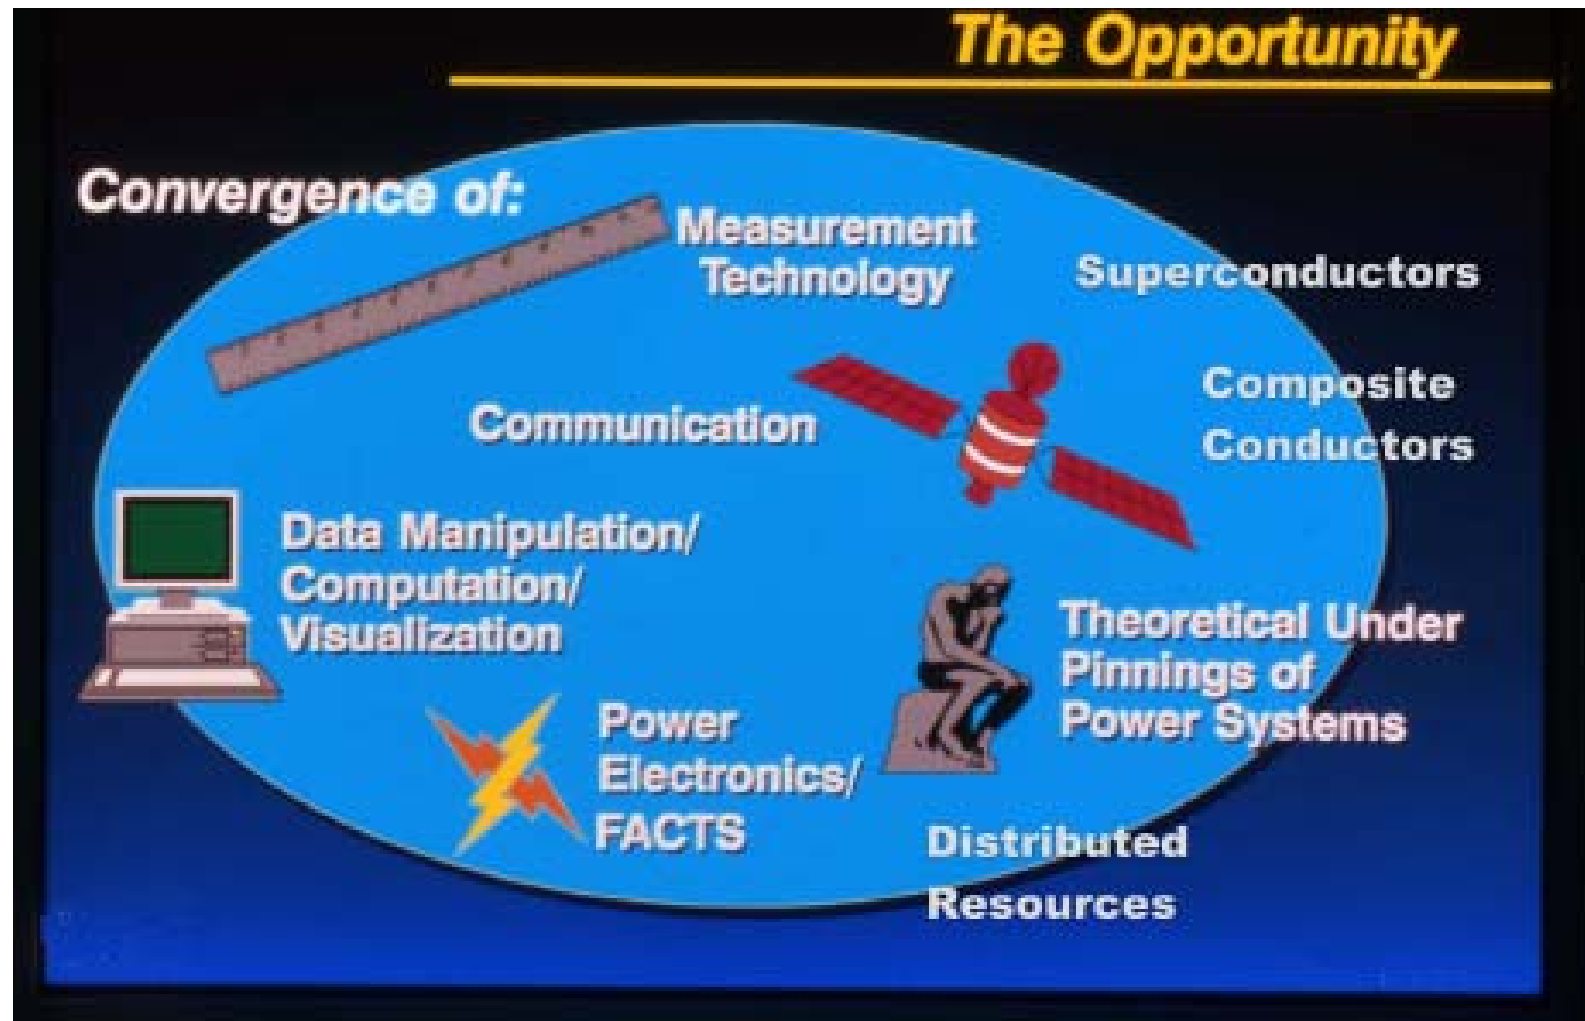 The Opportunity
Convergence of:
Measurement
Technology
Superconductors
Composite
Conductors
Communication
Data Manipulation/
Computation/
Visualization
Theoretical Under
Pinnings of
Power Systems
Power
Electronics/
FACTS
Distributed
Resources